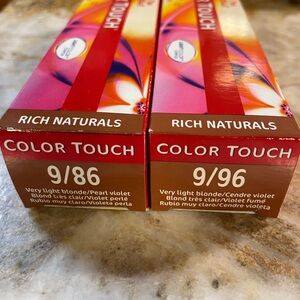 TOUCH
RICH NATURALS
COLOR TOUCH
9/86
Very light blonde/Pearl violet
Blond très clair/Violet perlé
Rubio muy claro/Violeta perla
R TOUCH
RICH NATURALS
COLOR TOUCH
9/96
Very light blonde/Cendre violet
Blond très clair/Violet fumé
Rubio muy claro/Cendre violeta